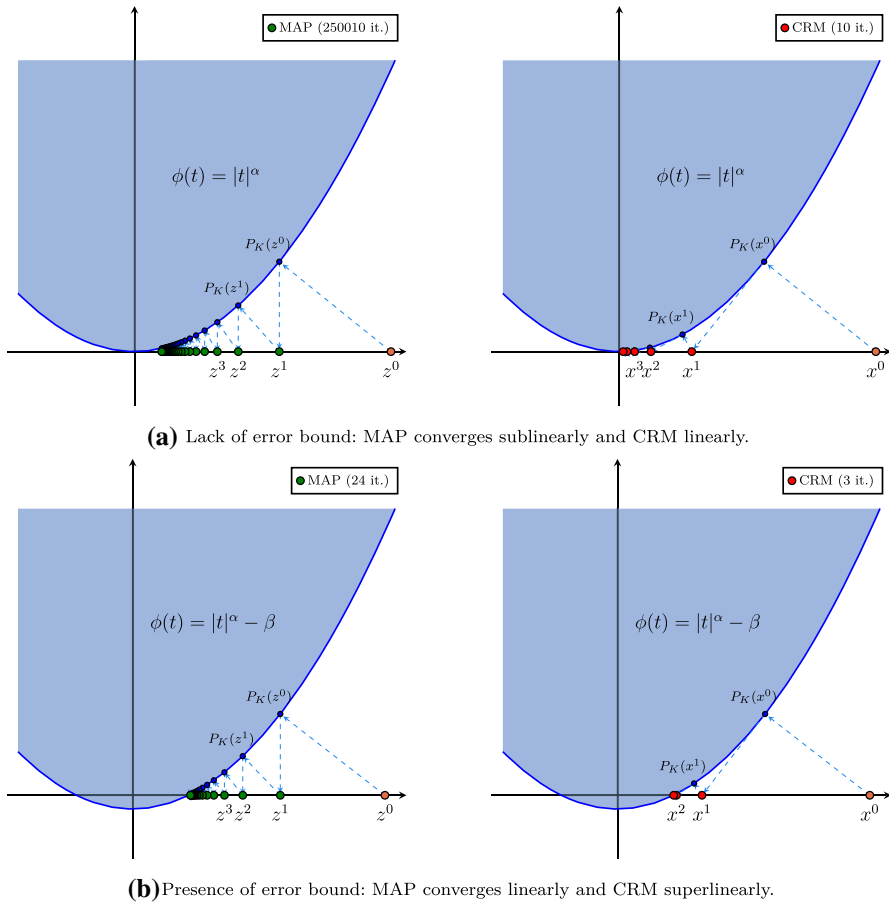 MAP (250010 it.)
CRM (10 it.)
ϕ(t) = |t|^α
ϕ(t) = |t|^α
P_K(z^0)
P_K(x^0)
P_K(z^1)
P_K(x^1)
z^3 z^2 z^1 z^0
x^3 x^2 x^1 x^0
(a) Lack of error bound: MAP converges sublinearly and CRM linearly.
MAP (24 it.)
CRM (3 it.)
ϕ(t) = |t|^α − β
ϕ(t) = |t|^α − β
P_K(z^0)
P_K(x^0)
P_K(z^1)
P_K(x^1)
z^3 z^2 z^1 z^0
x^2 x^1 x^0
(b) Presence of error bound: MAP converges linearly and CRM superlinearly.